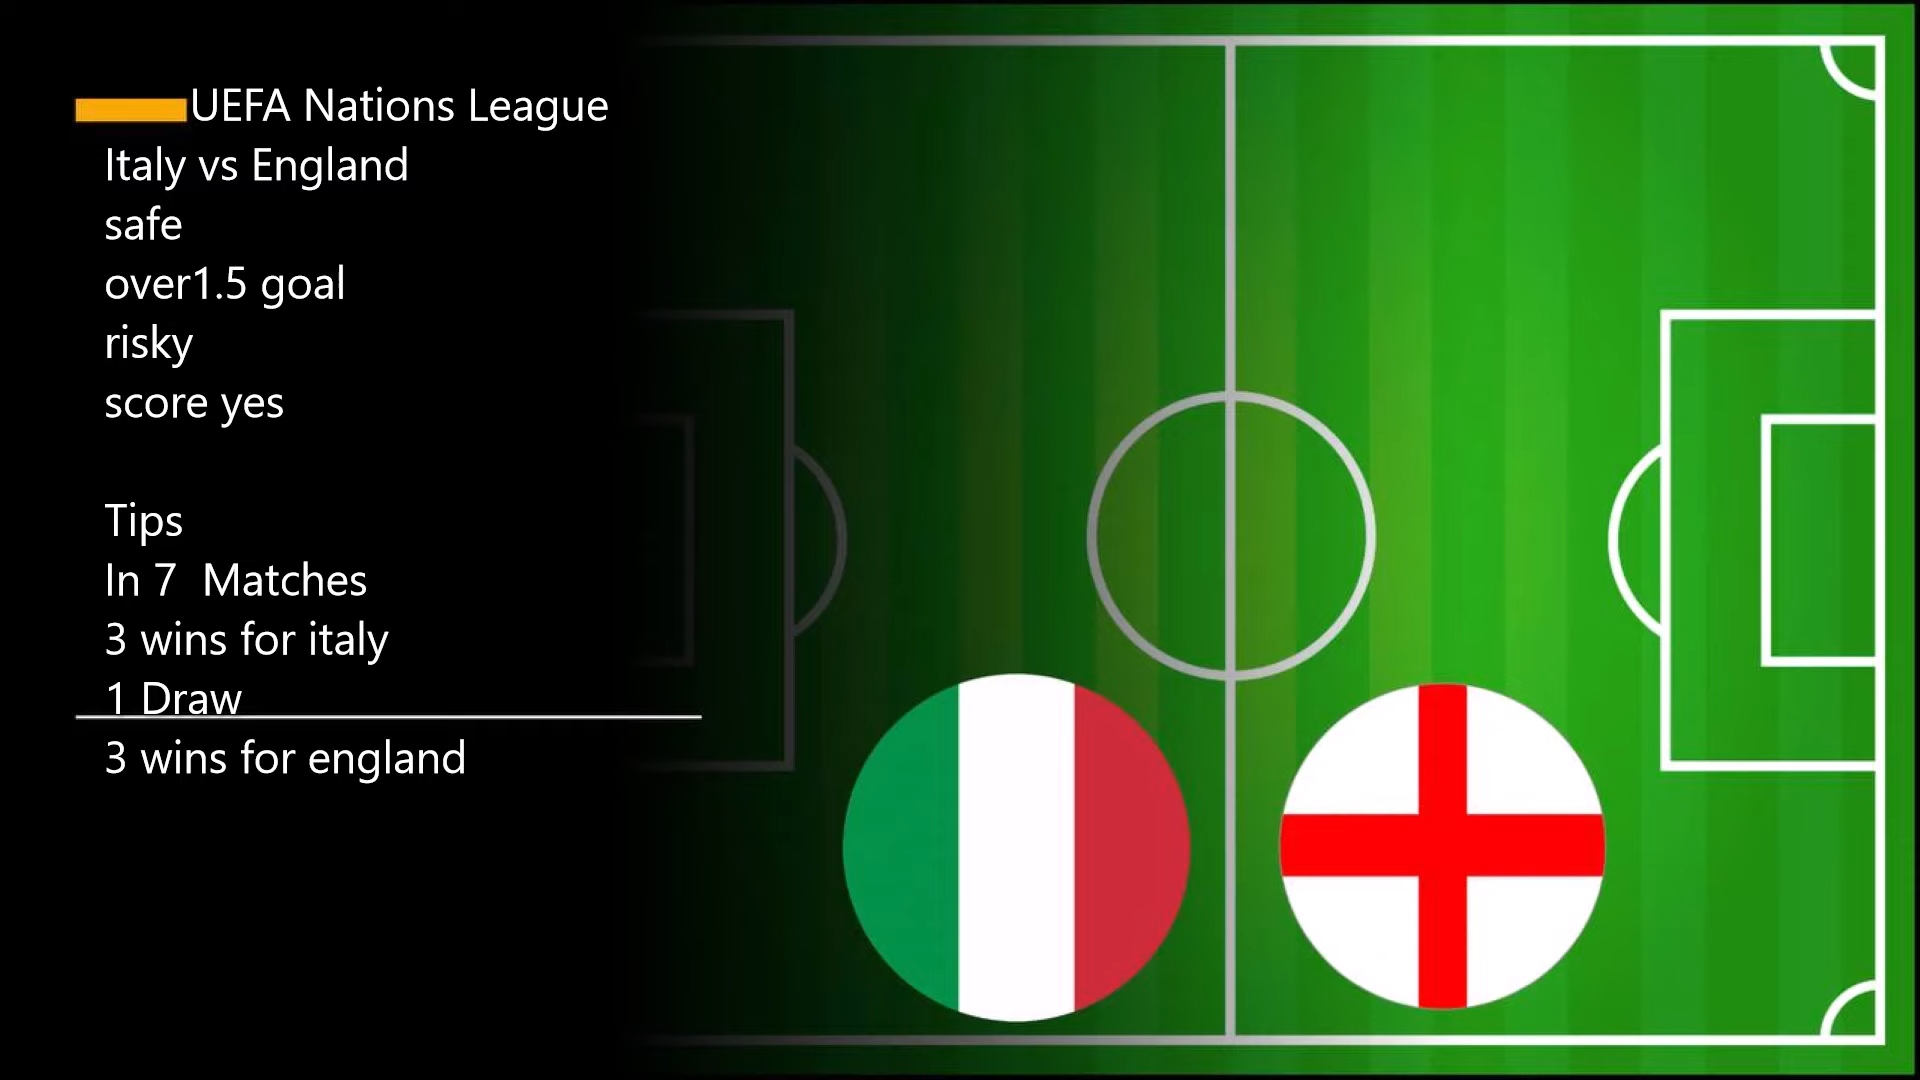 UEFA Nations League
Italy vs England
safe
over1.5 goal
risky
score yes
Tips
In 7  Matches
3 wins for italy
1 Draw
3 wins for england